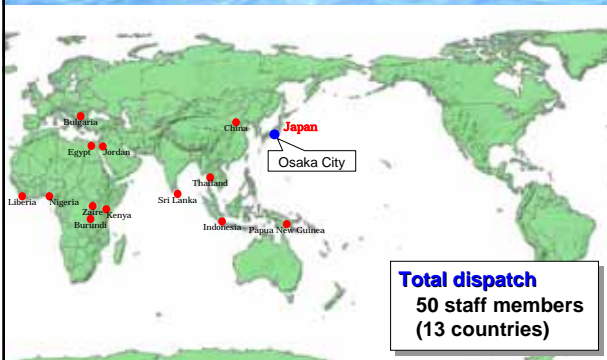 Bulgaria
China
Japan
Osaka City
Egypt
Jordan
Thailand
Liberia
Nigeria
Sri Lanka
Zaire
Kenya
Burundi
Indonesia
Papua New Guinea
Total dispatch
50 staff members
(13 countries)